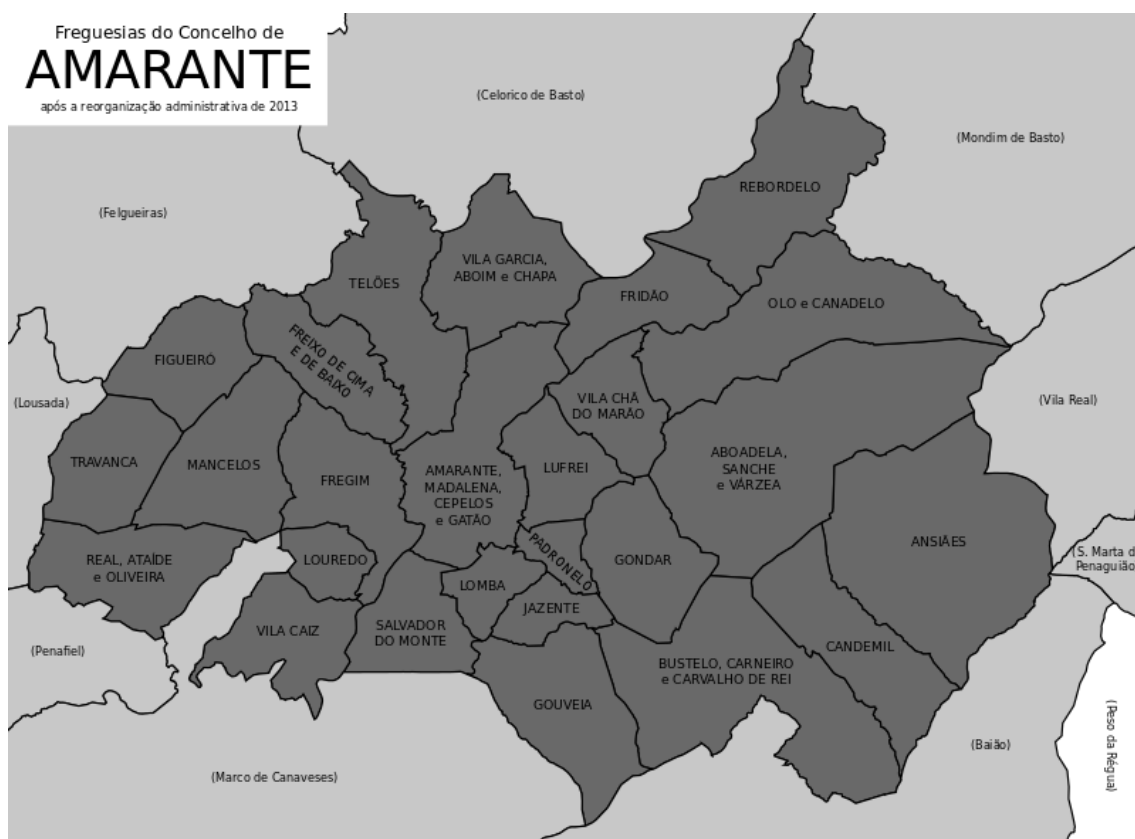 Freguesias do Concelho de
AMARANTE
após a reorganização administrativa de 2013
(Celorico de Basto)
(Mondim de Basto)
(Felgueiras)
REBORDELO
VILA GARCIA,
ABOIM e CHAPA
TELÕES
FRIDÃO
OLO e CANADELO
FREIXO DE CIMA
E DE BAIXO
FIGUEIRÓ
(Lousada)
VILA CHÃ
DO MARÃO
(Vila Real)
TRAVANCA
MANCELOS
FREGIM
AMARANTE,
MADALENA,
CEPELOS
e GATÃO
LUFREI
ABOADELA,
SANCHE
e VÁRZEA
ANSIÃES
REAL, ATAÍDE
e OLIVEIRA
LOUREDO
PADRONELO
GONDAR
(S. Marta d
Penaguião)
LOMBA
JAZENTE
VILA CAIZ
SALVADOR
DO MONTE
CANDEMIL
(Penafiel)
BUSTELO, CARNEIRO
e CARVALHO DE REI
GOUVEIA
(Baião)
(Peso da Régua)
(Marco de Canaveses)